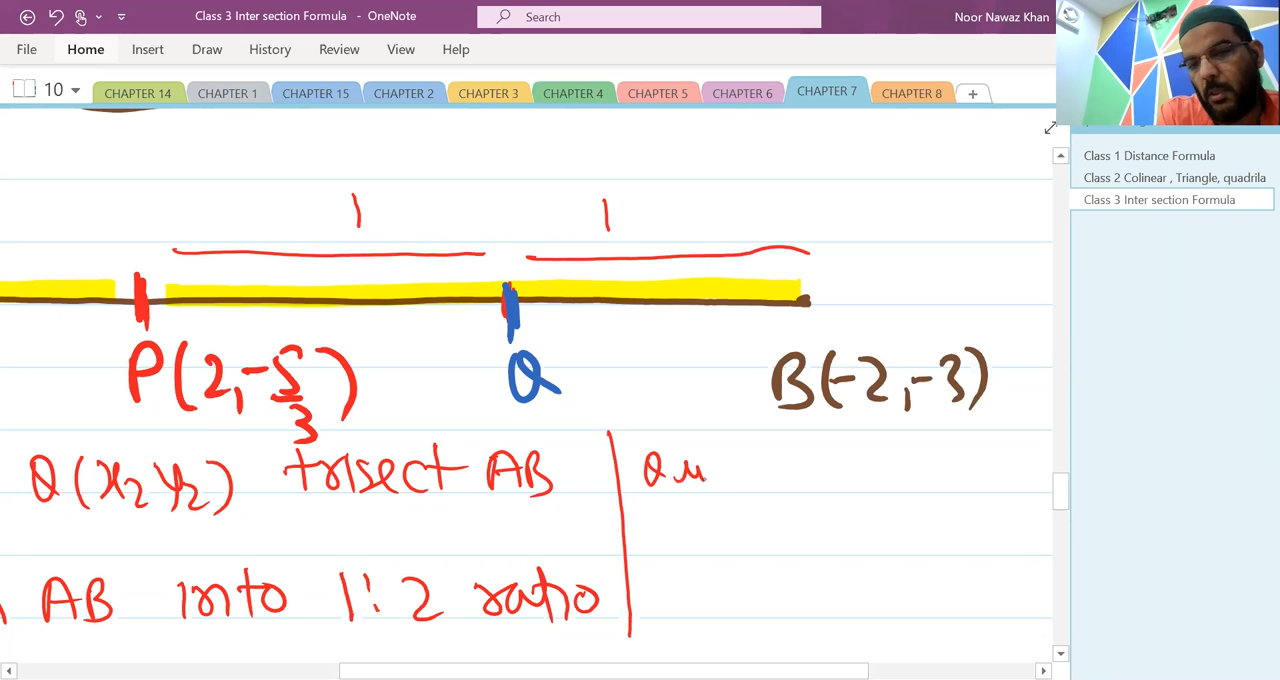 Class 3 Inter section Formula - OneNote
Search
Noor Nawaz Khan
File Home Insert Draw History Review View Help
10
CHAPTER 14 CHAPTER 1 CHAPTER 15 CHAPTER 2 CHAPTER 3 CHAPTER 4 CHAPTER 5 CHAPTER 6 CHAPTER 7 CHAPTER 8 +
Class 1 Distance Formula
Class 2 Colinear , Triangle, quadrila
Class 3 Inter section Formula
1 1
P(2,-5/3) Q B(-2,-3)
Q(x2 y2) trisect AB
Q
AB into 1:2 ratio